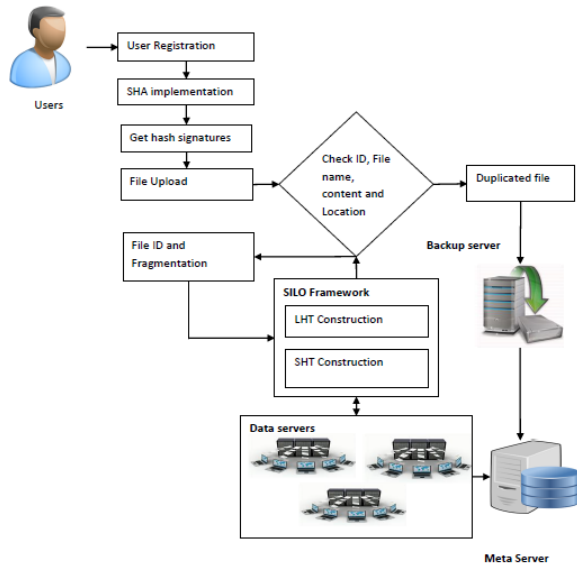 User Registration
SHA implementation
Users
Get hash signatures
File Upload
Check ID, File
name,
content and
Location
Duplicated file
File ID and
Fragmentation
Backup server
SILO Framework
LHT Construction
SHT Construction
Data servers
Meta Server